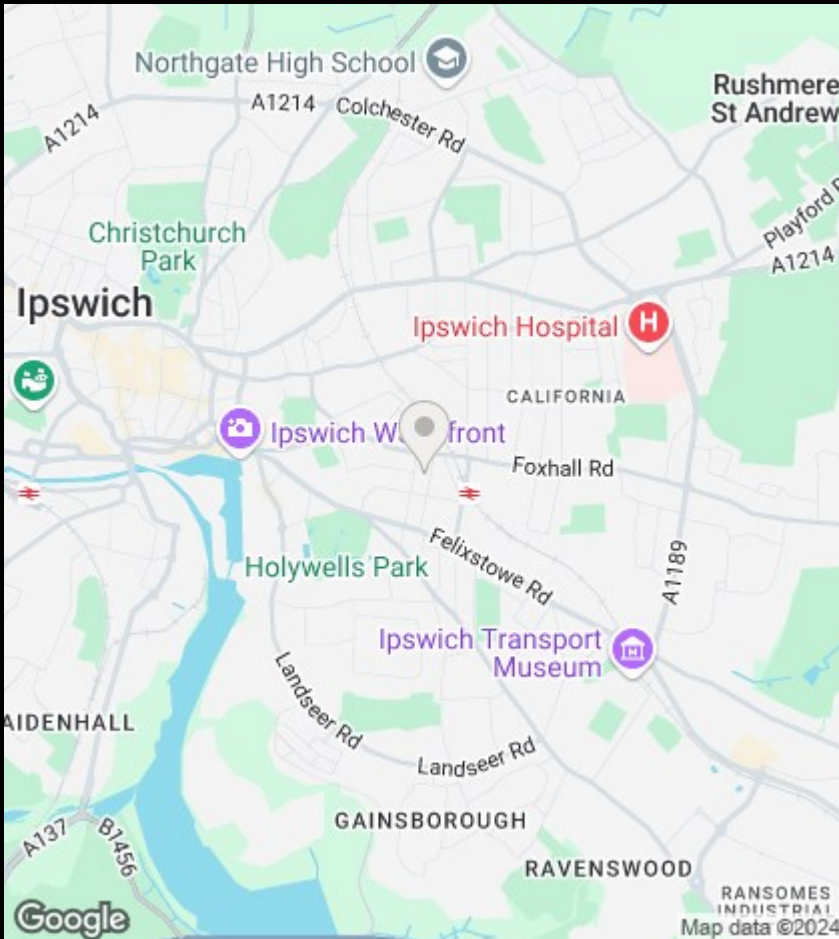 Northgate High School
Rushmere
St Andrew
A1214
A1214
Colchester Rd
Playford
Christchurch
Park
A1214
Ipswich
Ipswich Hospital
H
CALIFORNIA
Ipswich W
front
Foxhall Rd
Felixstowe Rd
Holywells Park
A1189
Ipswich Transport
Museum
Landseer Rd
AIDENHALL
Landseer Rd
GAINSBOROUGH
A137
B1456
RAVENSWOOD
RANSOMES
INDUSTRIAL
Google
Map data ©2024